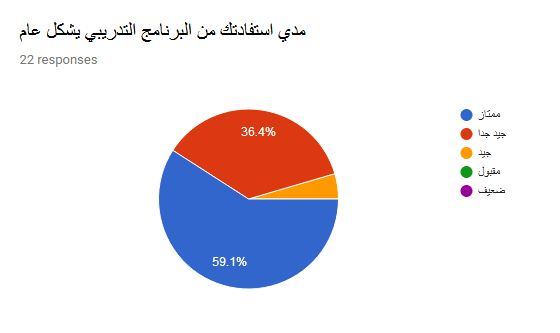 مدي استفادتك من البرنامج التدريبي يشكل عام
22 responses
36.4%
59.1%
ممتاز
جيد جدا
جيد
مقبول
ضعيف